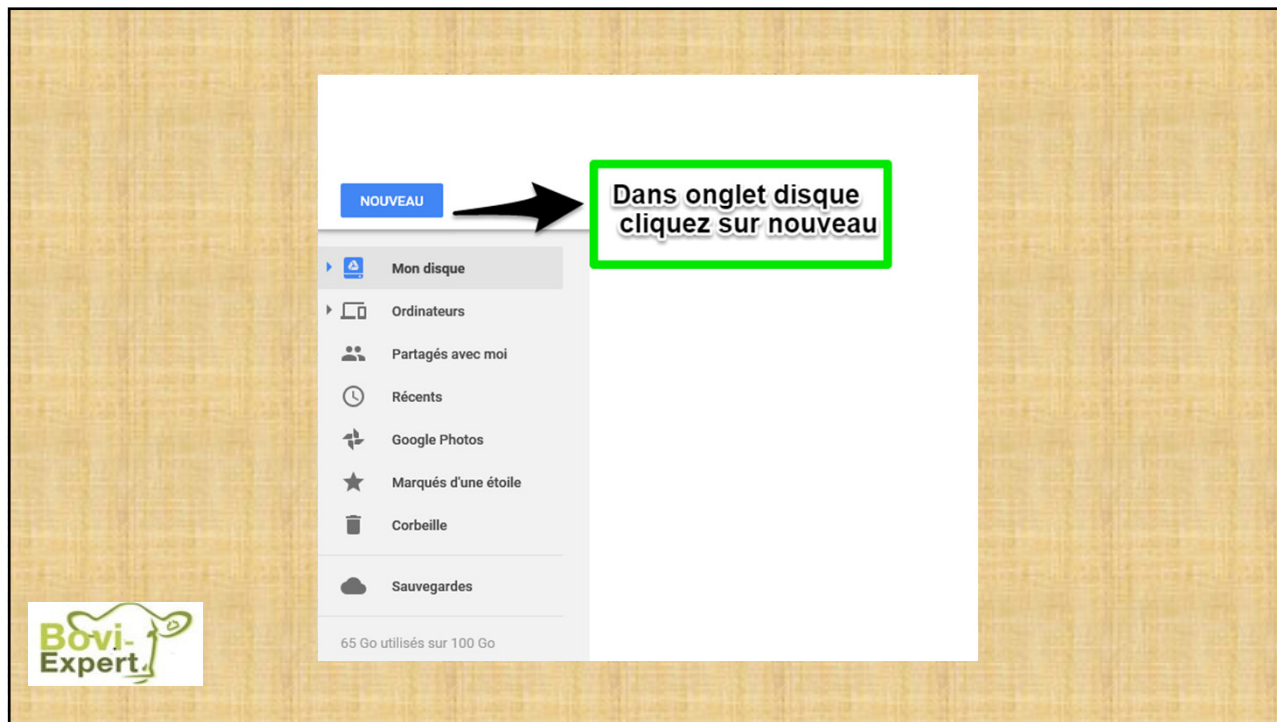 NOUVEAU
Dans onglet disque
cliquez sur nouveau
Mon disque
Ordinateurs
Partagés avec moi
Récents
Google Photos
Marqués d'une étoile
Corbeille
Sauvegardes
65 Go utilisés sur 100 Go
Bovi-
Expert.